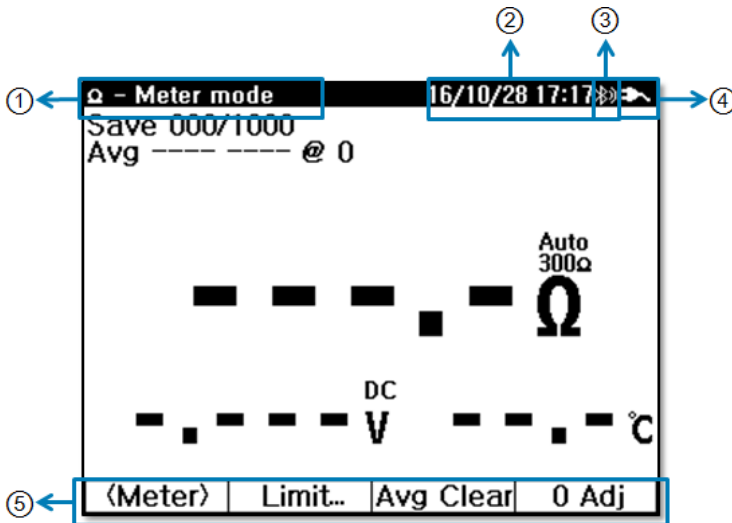 ② ③
① Ω - Meter mode 16/10/28 17:17 ④
Save 000/1000
Avg ---- ---- @ 0
Auto
300Ω
- - - . - Ω
DC
- . - - - V - - . - ℃
⑤ 〈Meter〉 Limit... Avg Clear 0 Adj